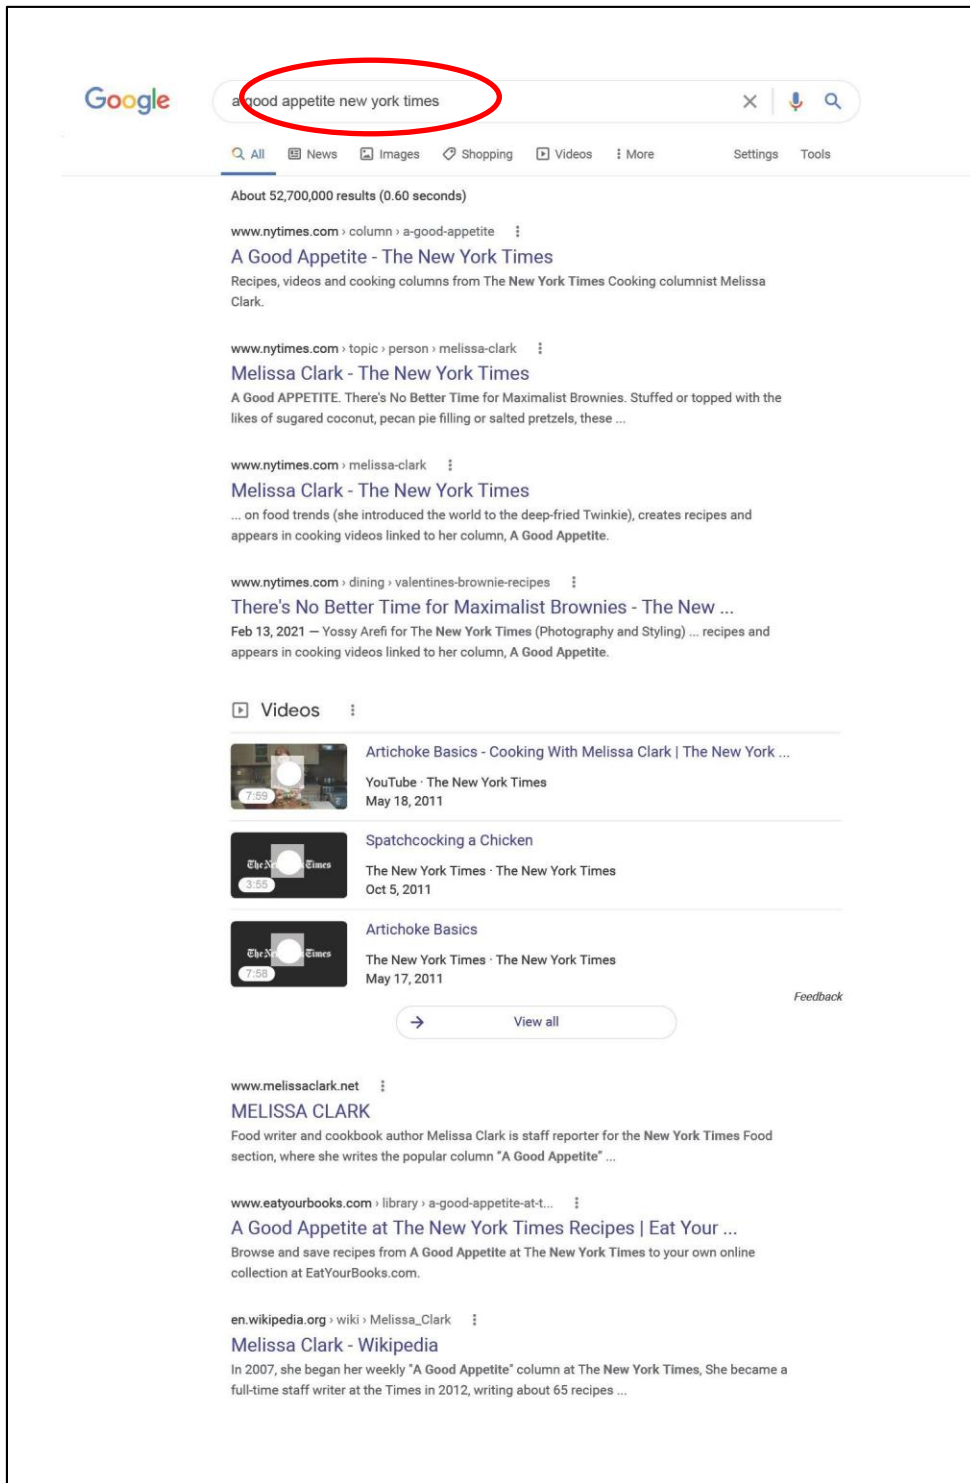 Google
a good appetite new york times
All News Images Shopping Videos More Settings Tools
About 52,700,000 results (0.60 seconds)
www.nytimes.com › column › a-good-appetite
A Good Appetite - The New York Times
Recipes, videos and cooking columns from The New York Times Cooking columnist Melissa
Clark.
www.nytimes.com › topic › person › melissa-clark
Melissa Clark - The New York Times
A Good APPETITE. There's No Better Time for Maximalist Brownies. Stuffed or topped with the
likes of sugared coconut, pecan pie filling or salted pretzels, these ...
www.nytimes.com › melissa-clark
Melissa Clark - The New York Times
... on food trends (she introduced the world to the deep-fried Twinkie), creates recipes and
appears in cooking videos linked to her column, A Good Appetite.
www.nytimes.com › dining › valentines-brownie-recipes
There's No Better Time for Maximalist Brownies - The New ...
Feb 13, 2021 — Yossy Arefi for The New York Times (Photography and Styling) ... recipes and
appears in cooking videos linked to her column, A Good Appetite.
Videos
Artichoke Basics - Cooking With Melissa Clark | The New York ...
YouTube · The New York Times
7:59
May 18, 2011
Spatchcocking a Chicken
The New York Times · The New York Times
3:55
Oct 5, 2011
Artichoke Basics
The New York Times · The New York Times
7:58
May 17, 2011
Feedback
View all
www.melissaclark.net
MELISSA CLARK
Food writer and cookbook author Melissa Clark is staff reporter for the New York Times Food
section, where she writes the popular column "A Good Appetite" ...
www.eatyourbooks.com › library › a-good-appetite-at-t...
A Good Appetite at The New York Times Recipes | Eat Your ...
Browse and save recipes from A Good Appetite at The New York Times to your own online
collection at EatYourBooks.com.
en.wikipedia.org › wiki › Melissa_Clark
Melissa Clark - Wikipedia
In 2007, she began her weekly "A Good Appetite" column at The New York Times, She became a
full-time staff writer at the Times in 2012, writing about 65 recipes ...